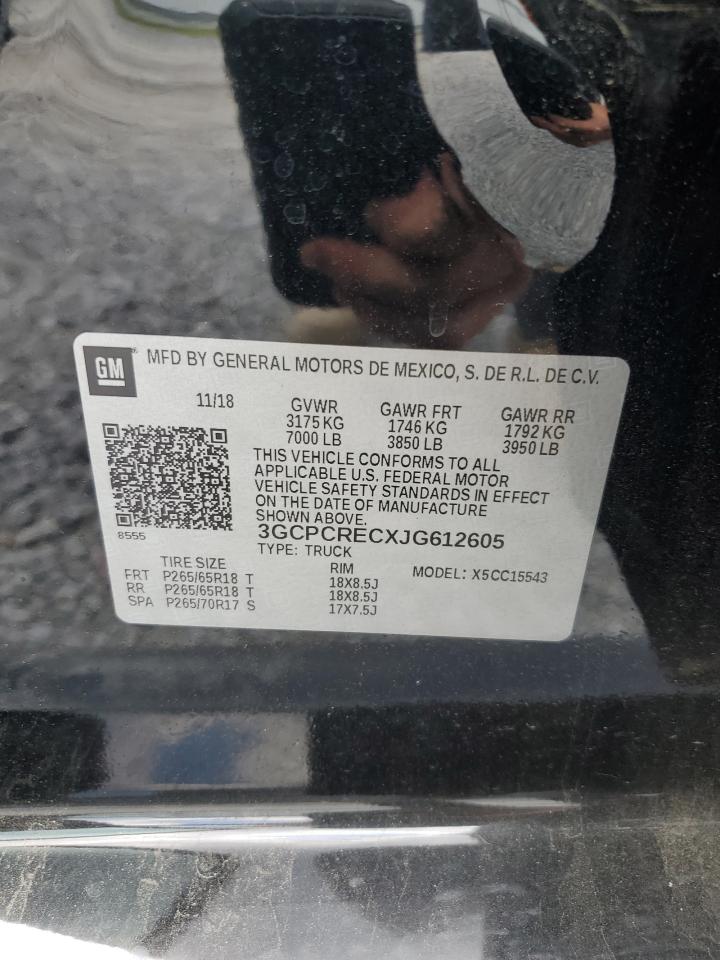 GM ® MFD BY GENERAL MOTORS DE MEXICO, S. DE R.L. DE C.V.
11/18 GVWR GAWR FRT GAWR RR
3175 KG 1746 KG 1792 KG
7000 LB 3850 LB 3950 LB
THIS VEHICLE CONFORMS TO ALL
APPLICABLE U.S. FEDERAL MOTOR
VEHICLE SAFETY STANDARDS IN EFFECT
ON THE DATE OF MANUFACTURE
SHOWN ABOVE.
8555 3GCPCRECXJG612605
TYPE: TRUCK
TIRE SIZE RIM MODEL: X5CC15543
FRT P265/65R18 T 18X8.5J
RR P265/65R18 T 18X8.5J
SPA P265/70R17 S 17X7.5J